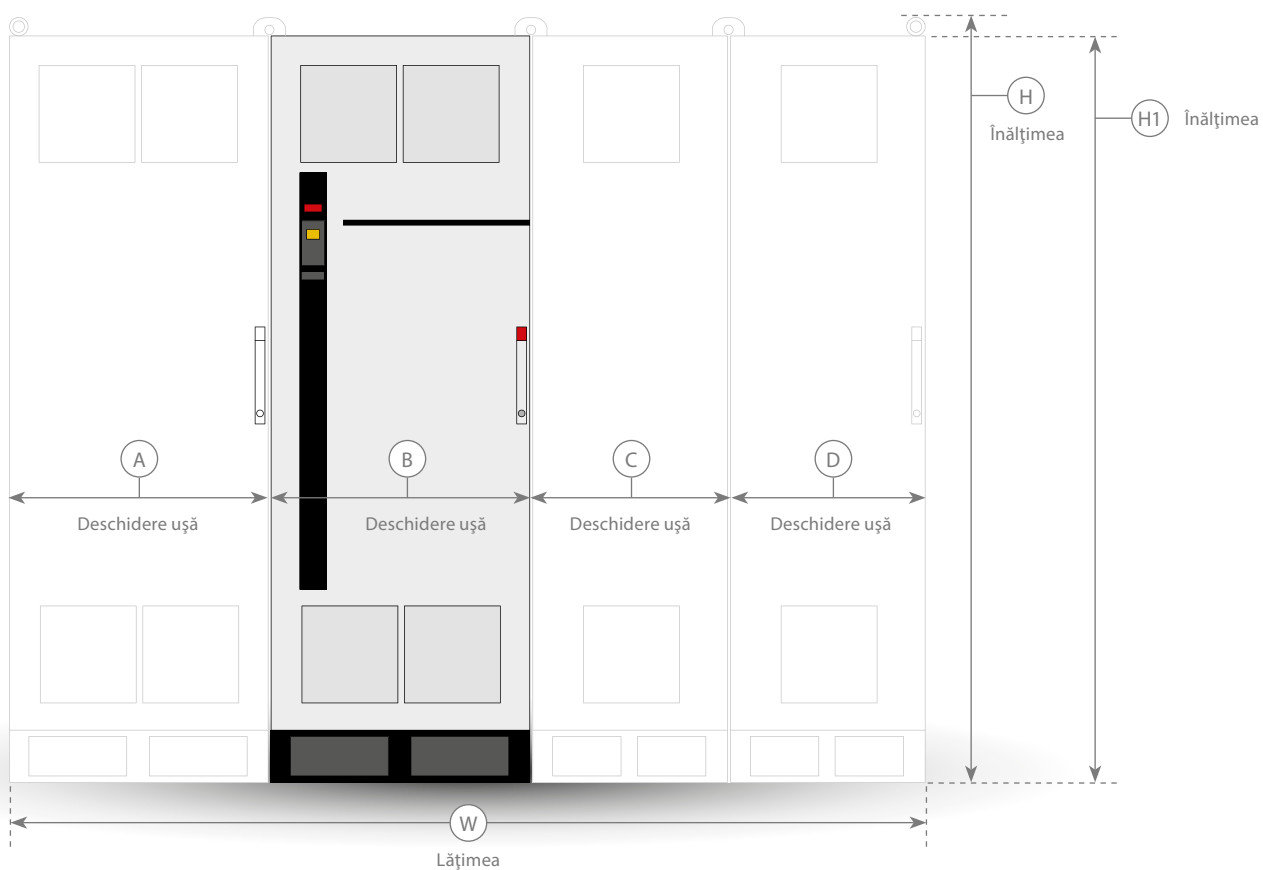 H
Înălţimea
H1
Înălţimea
A
B
C
D
Deschidere uşă
Deschidere uşă
Deschidere uşă
Deschidere uşă
W
Lăţimea